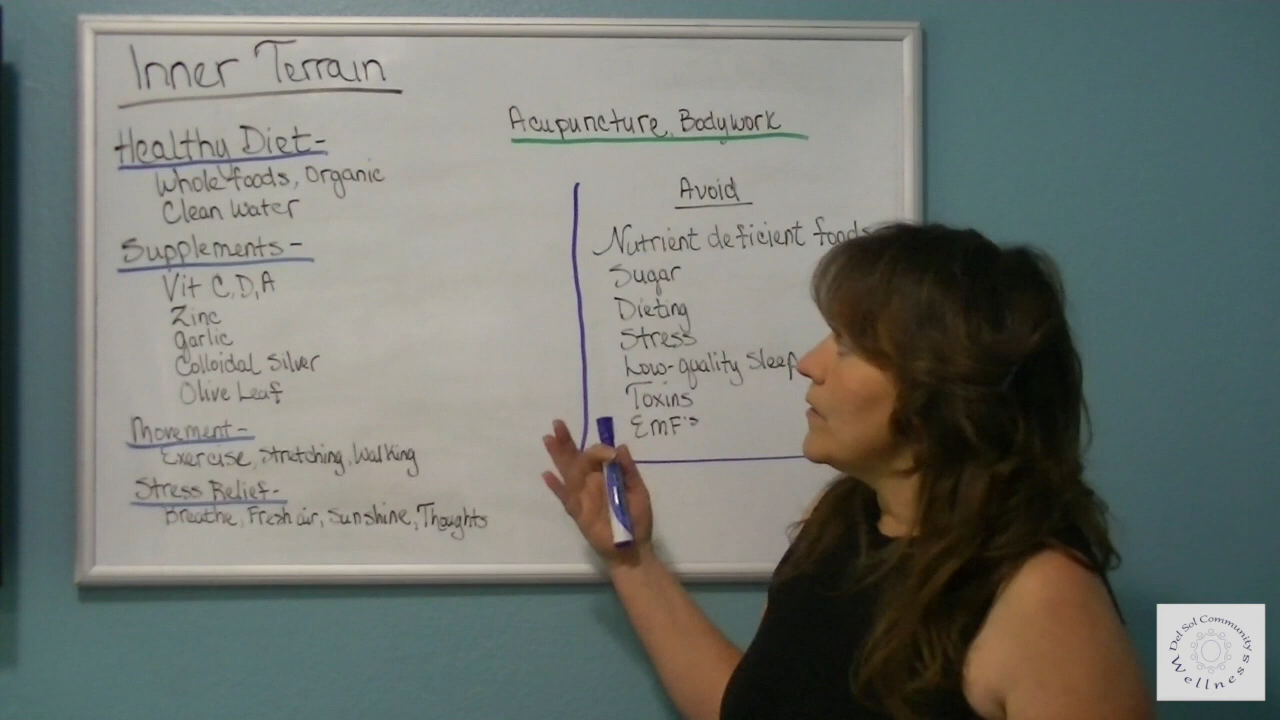 Inner Terrain
Healthy Diet-
Whole foods, Organic
Clean Water
Supplements-
Vit C, D, A
Zinc
garlic
Colloidal Silver
Olive Leaf
Movement-
Exercise, Stretching, Walking
Stress Relief-
Breathe, Fresh air, Sunshine, Thoughts
Acupuncture, Bodywork
Avoid
Nutrient deficient foods
Sugar
Dieting
Stress
Low-quality Sleep
Toxins
EMF's
Del Sol Community
Wellness